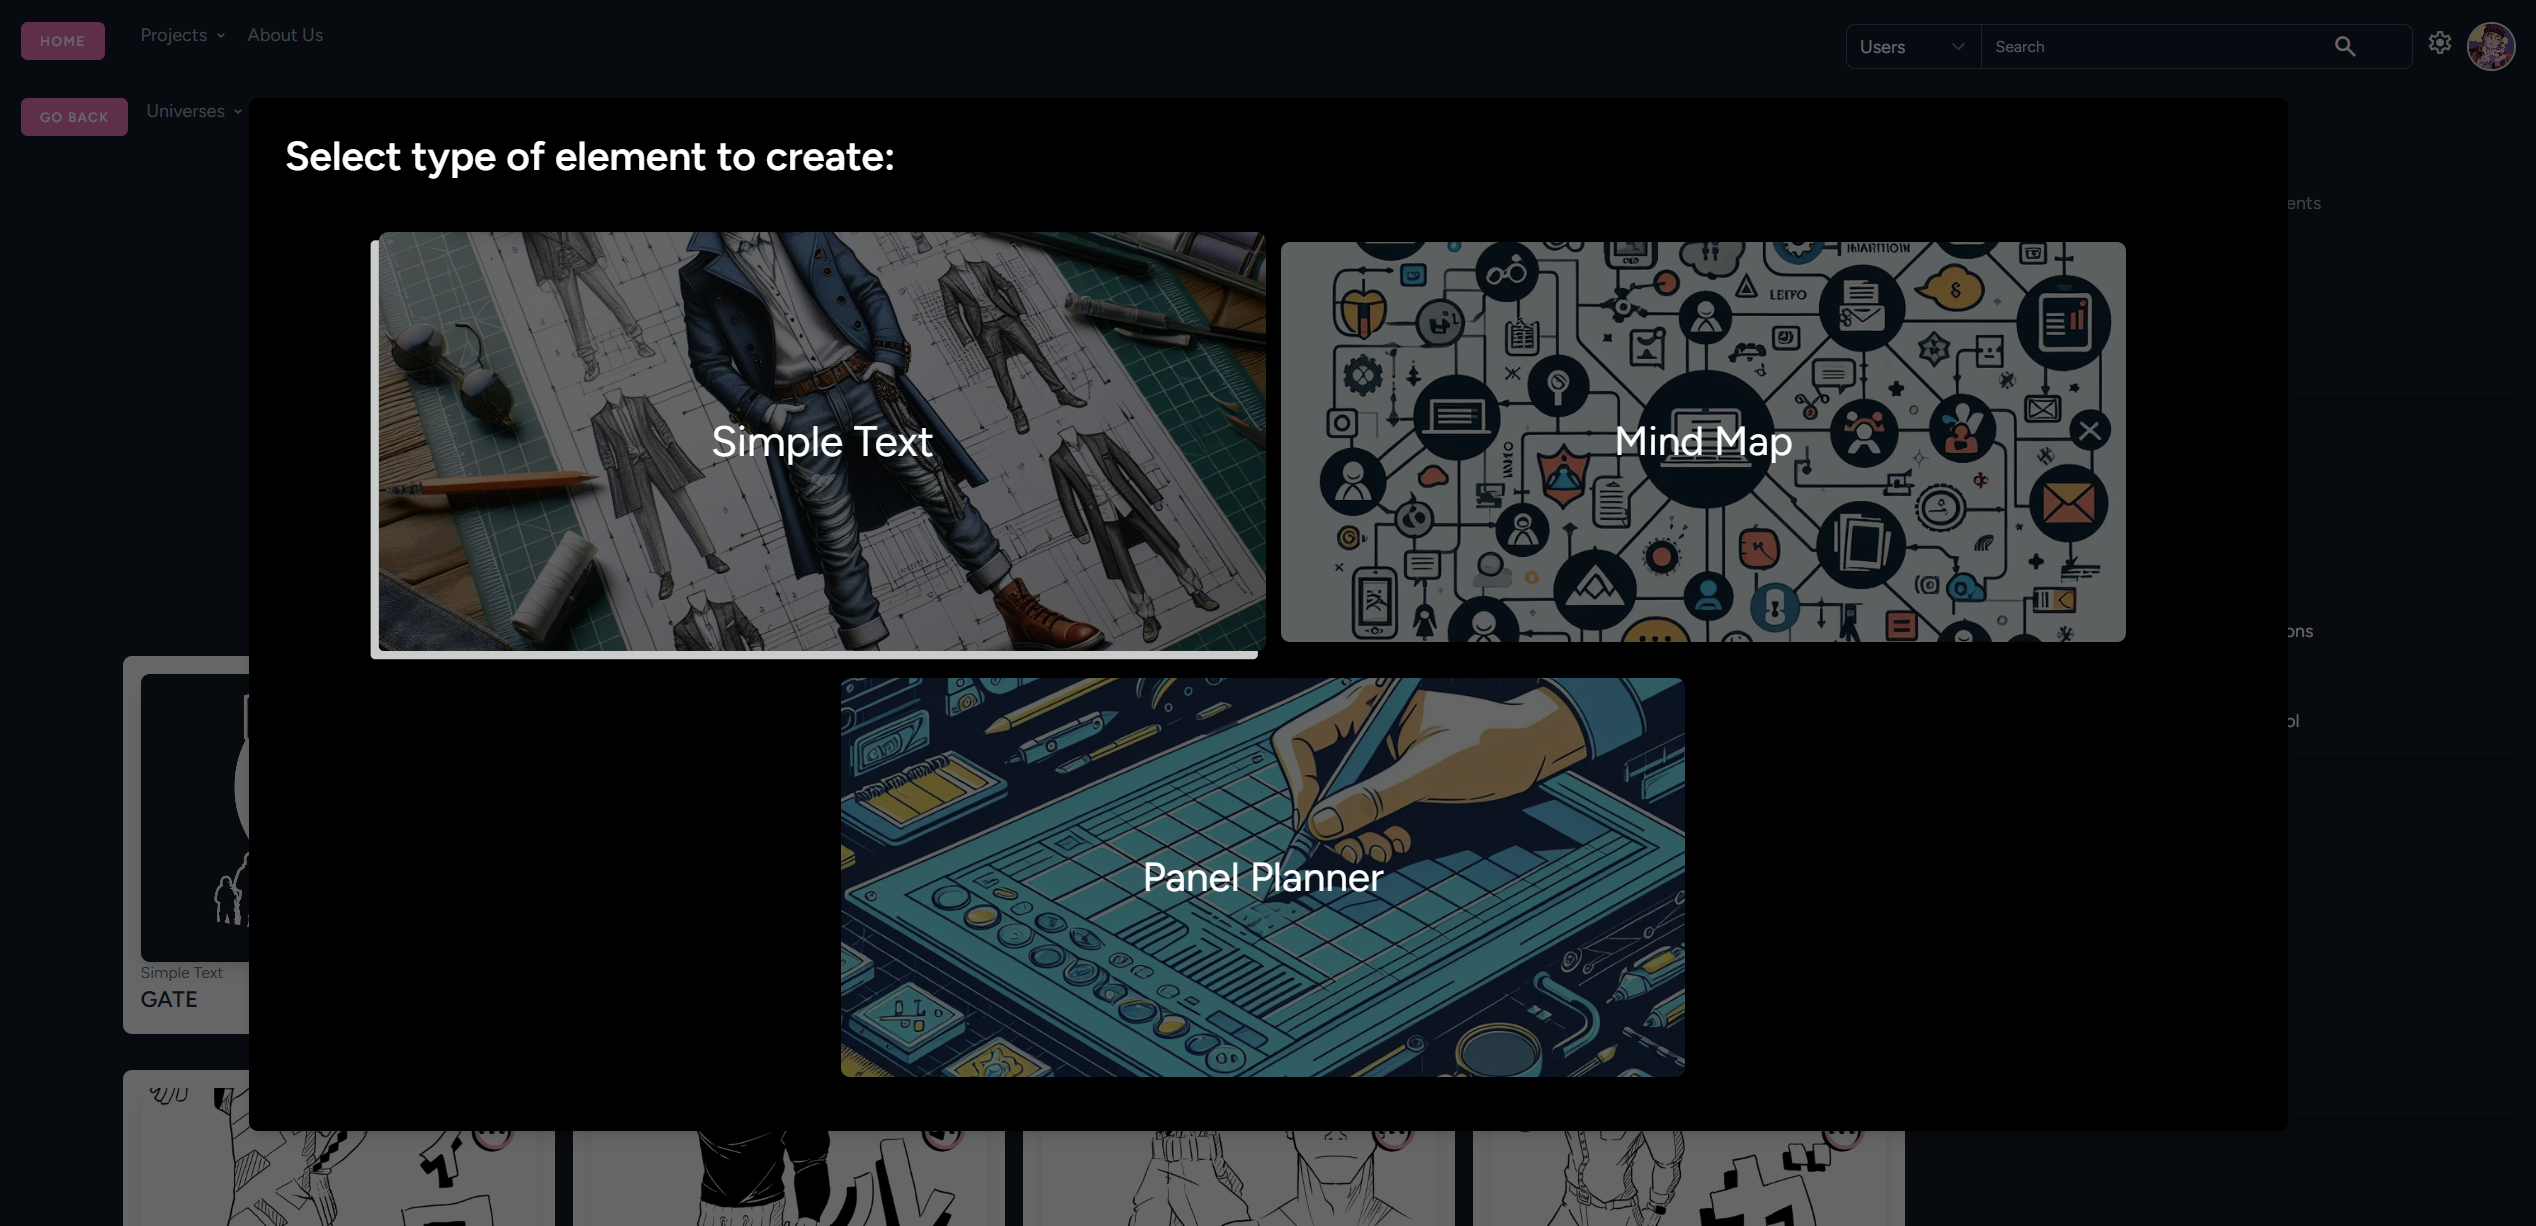 HOME
Projects
About Us
Users
Search
GO BACK
Universes
Select type of element to create:
ents
Simple Text
Mind Map
ons
ol
Panel Planner
Simple Text
GATE